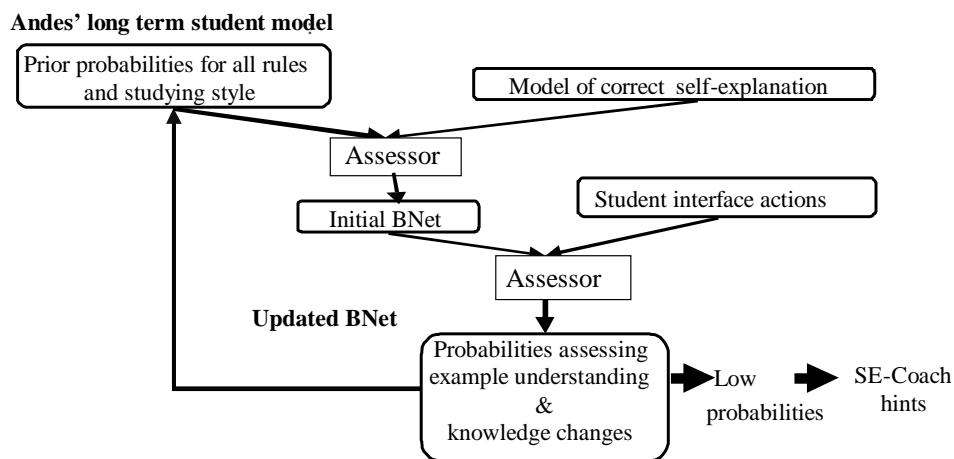 Andes' long term student model
Prior probabilities for all rules
and studying style
Model of correct self-explanation
Assessor
Initial BNet
Student interface actions
Assessor
Updated BNet
Probabilities assessing
example understanding
&
knowledge changes
Low
probabilities
SE-Coach
hints